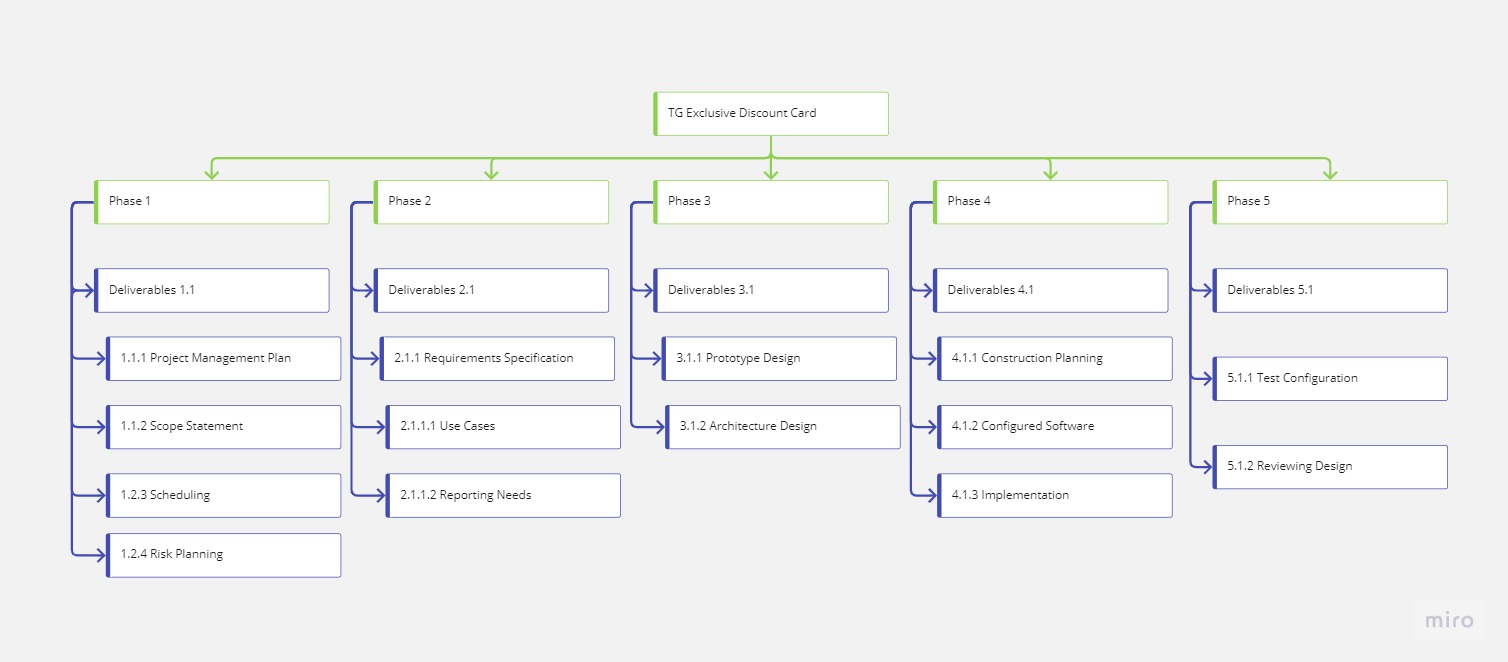 TG Exclusive Discount Card
Phase 1
Phase 2
Phase 3
Phase 4
Phase 5
Deliverables 1.1
Deliverables 2.1
Deliverables 3.1
Deliverables 4.1
Deliverables 5.1
1.1.1 Project Management Plan
2.1.1 Requirements Specification
3.1.1 Prototype Design
4.1.1 Construction Planning
5.1.1 Test Configuration
1.1.2 Scope Statement
2.1.1.1 Use Cases
3.1.2 Architecture Design
4.1.2 Configured Software
5.1.2 Reviewing Design
1.2.3 Scheduling
2.1.1.2 Reporting Needs
4.1.3 Implementation
1.2.4 Risk Planning
miro